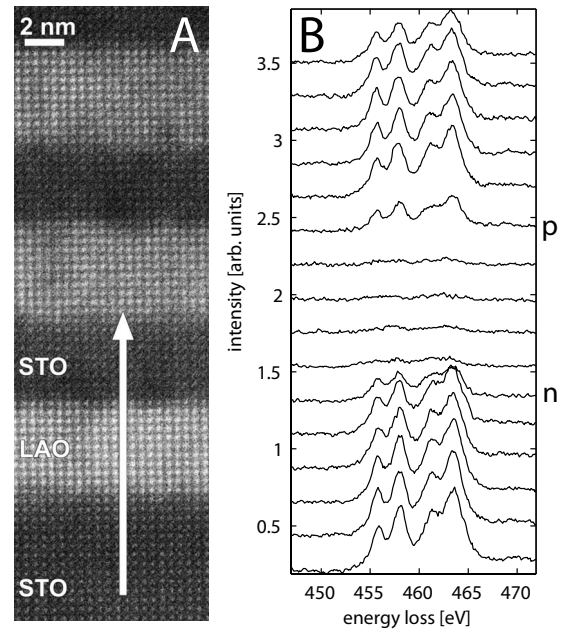 2 nm
A
STO
LAO
STO
B
3.5
3
2.5
2
1.5
1
0.5
intensity [arb. units]
p
n
450 455 460 465 470
energy loss [eV]